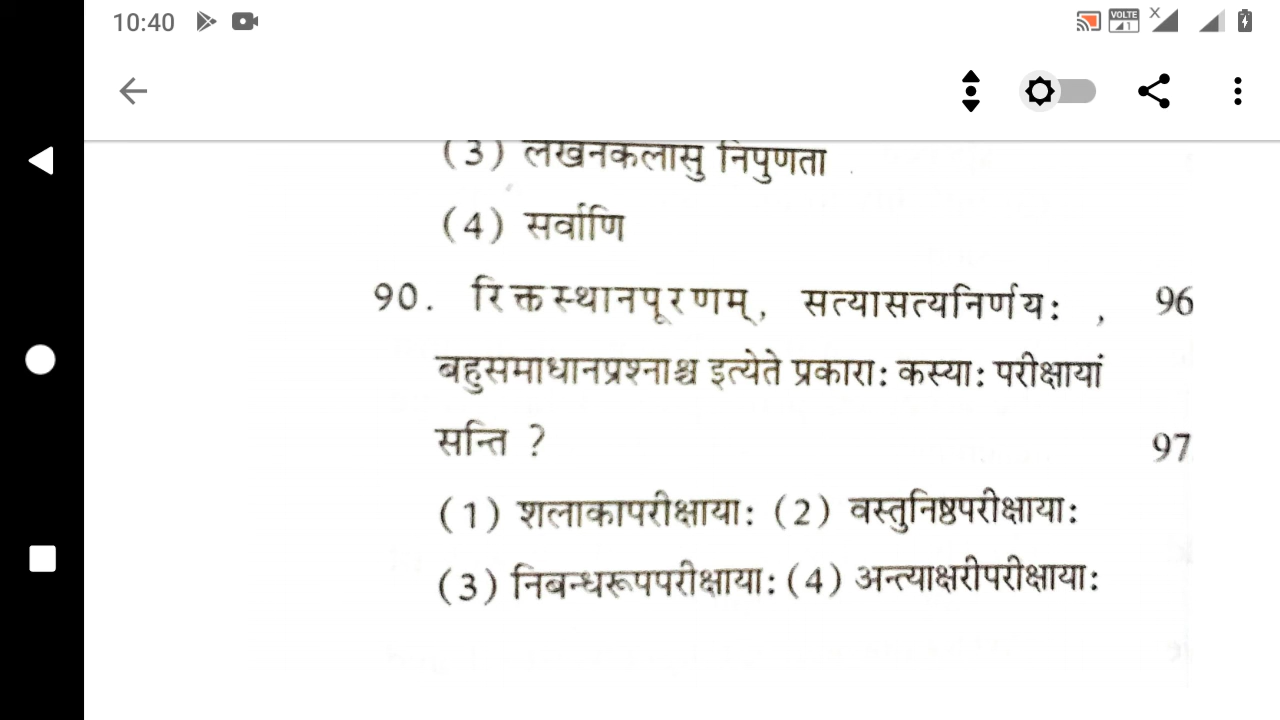 10:40
VOLTE
1
(3) लेखनकलासु निपुणता
(4) सर्वाणि
90. रिक्तस्थानपूरणम्, सत्यासत्यनिर्णयः , 96
बहुसमाधानप्रश्नाश्च इत्येते प्रकाराः कस्याः परीक्षायां
सन्ति ? 97
(1) शलाकापरीक्षायाः (2) वस्तुनिष्ठपरीक्षायाः
(3) निबन्धरूपपरीक्षायाः (4) अन्त्याक्षरीपरीक्षायाः